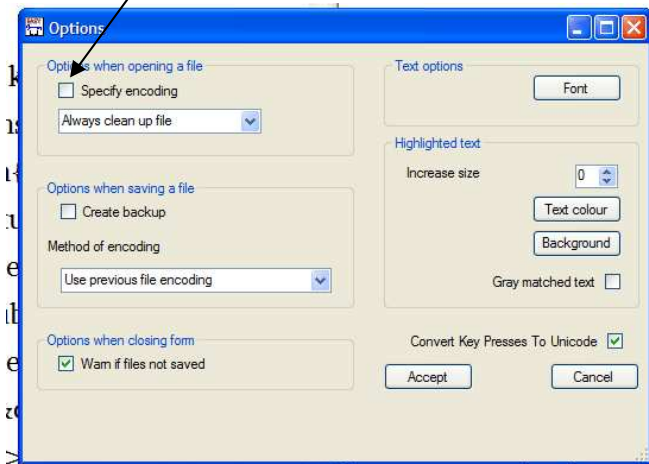 Options
Options when opening a file
Specify encoding
Always clean up file
Options when saving a file
Create backup
Method of encoding
Use previous file encoding
Options when closing form
Warn if files not saved
Text options
Font
Highlighted text
Increase size 0
Text colour
Background
Gray matched text
Convert Key Presses To Unicode
Accept Cancel